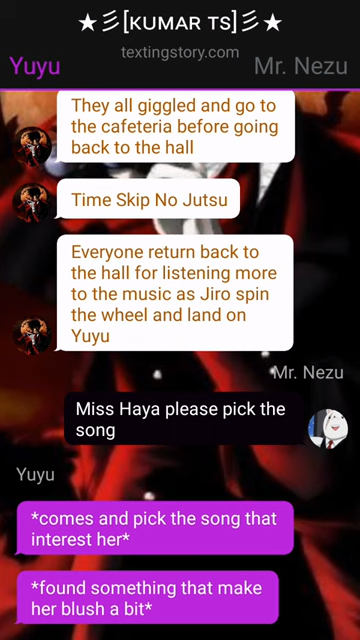 ★彡[ᴋᴜᴍᴀʀ ᴛs]彡★
textingstory.com
Yuyu
Mr. Nezu
They all giggled and go to
the cafeteria before going
back to the hall
Time Skip No Jutsu
Everyone return back to
the hall for listening more
to the music as Jiro spin
the wheel and land on
Yuyu
Mr. Nezu
Miss Haya please pick the
song
Yuyu
*comes and pick the song that
interest her*
*found something that make
her blush a bit*